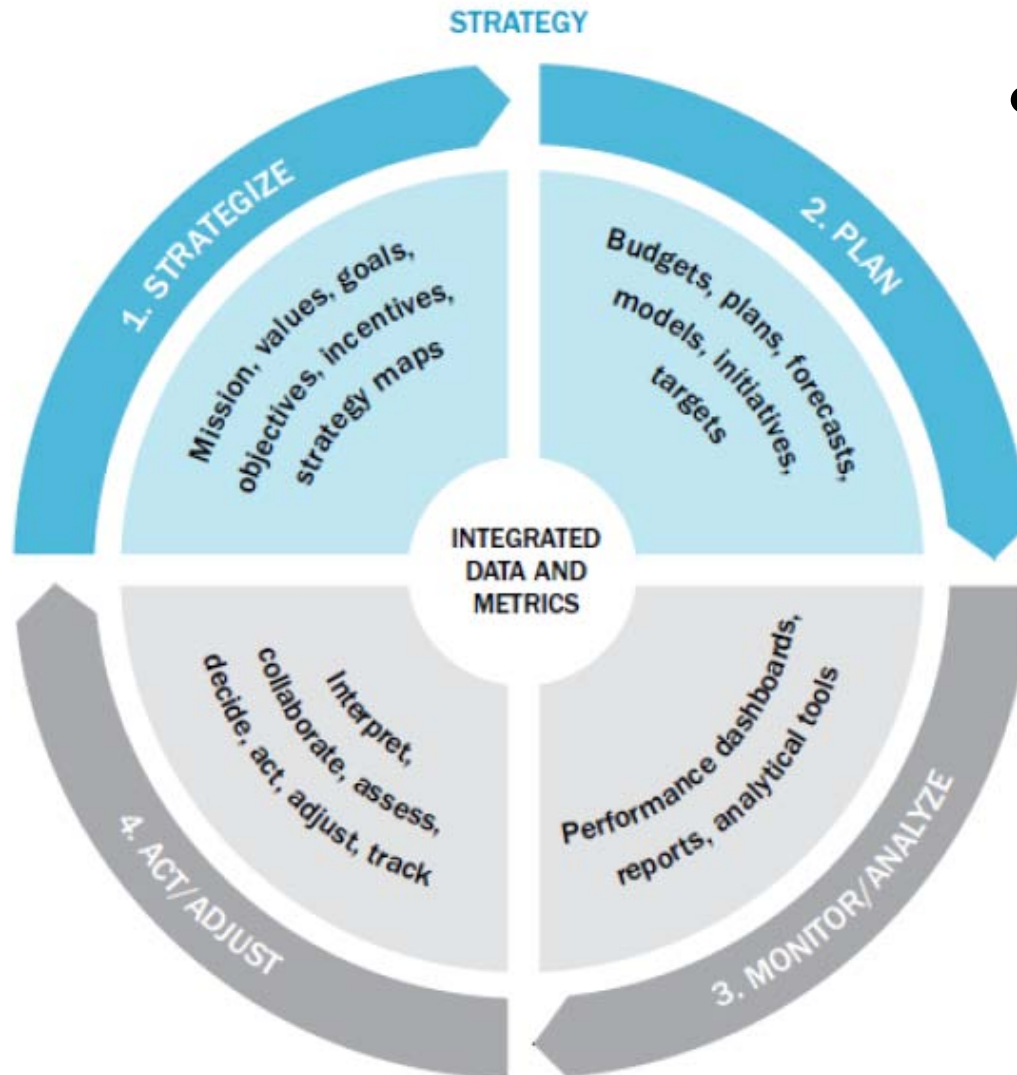 STRATEGY
1. STRATEGIZE
Mission, values, goals,
objectives, incentives,
strategy maps
2. PLAN
Budgets, plans, forecasts,
models, initiatives,
targets
INTEGRATED
DATA AND
METRICS
3. MONITOR/ANALYZE
Performance dashboards,
reports, analytical tools
4. ACT/ADJUST
Interpret,
collaborate, assess,
decide, act, adjust, track